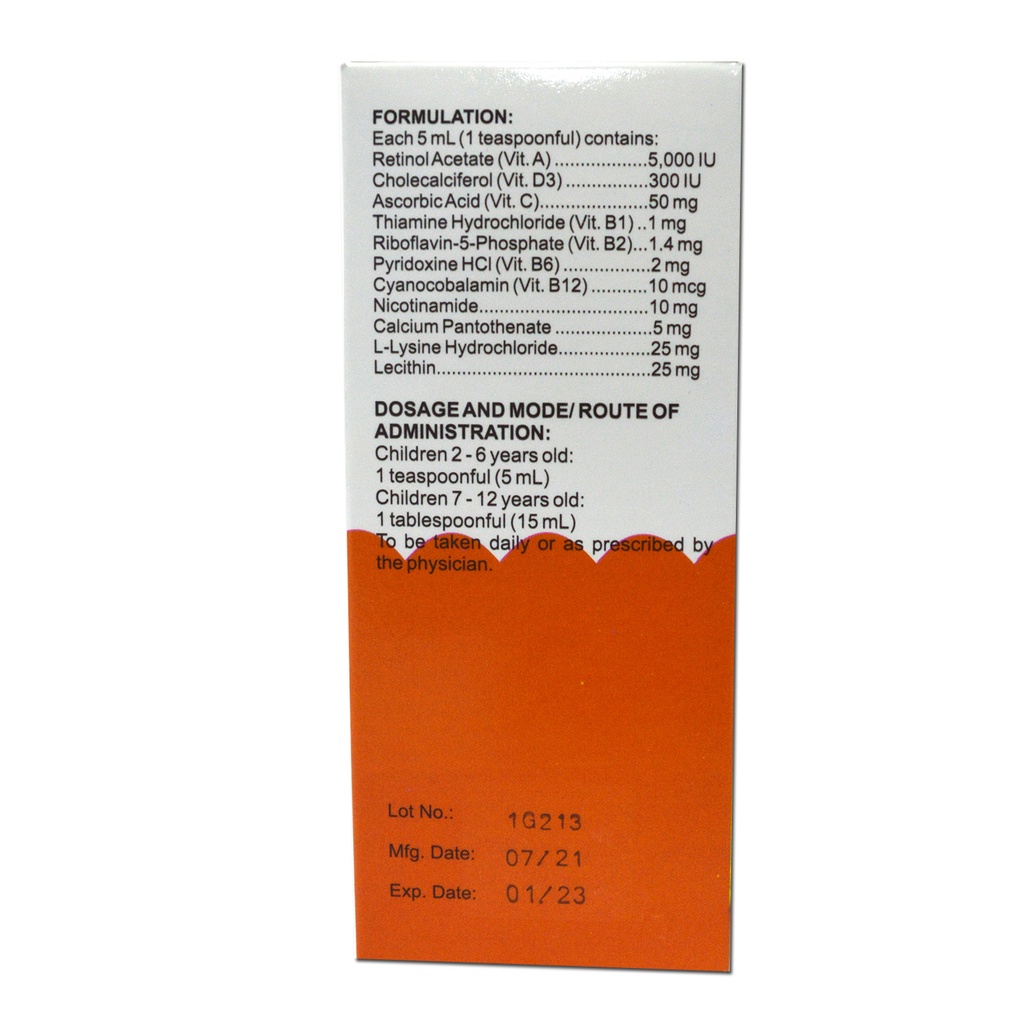 FORMULATION:
Each 5 mL (1 teaspoonful) contains:
Retinol Acetate (Vit. A) ..................5,000 IU
Cholecalciferol (Vit. D3) ................300 IU
Ascorbic Acid (Vit. C).....................50 mg
Thiamine Hydrochloride (Vit. B1) ..1 mg
Riboflavin-5-Phosphate (Vit. B2)...1.4 mg
Pyridoxine HCl (Vit. B6) .................2 mg
Cyanocobalamin (Vit. B12) ...........10 mcg
Nicotinamide.................................10 mg
Calcium Pantothenate ...................5 mg
L-Lysine Hydrochloride..................25 mg
Lecithin..........................................25 mg
DOSAGE AND MODE/ ROUTE OF
ADMINISTRATION:
Children 2 - 6 years old:
1 teaspoonful (5 mL)
Children 7 - 12 years old:
1 tablespoonful (15 mL)
To be taken daily or as prescribed by
the physician.
Lot No.: 1G213
Mfg. Date: 07/21
Exp. Date: 01/23